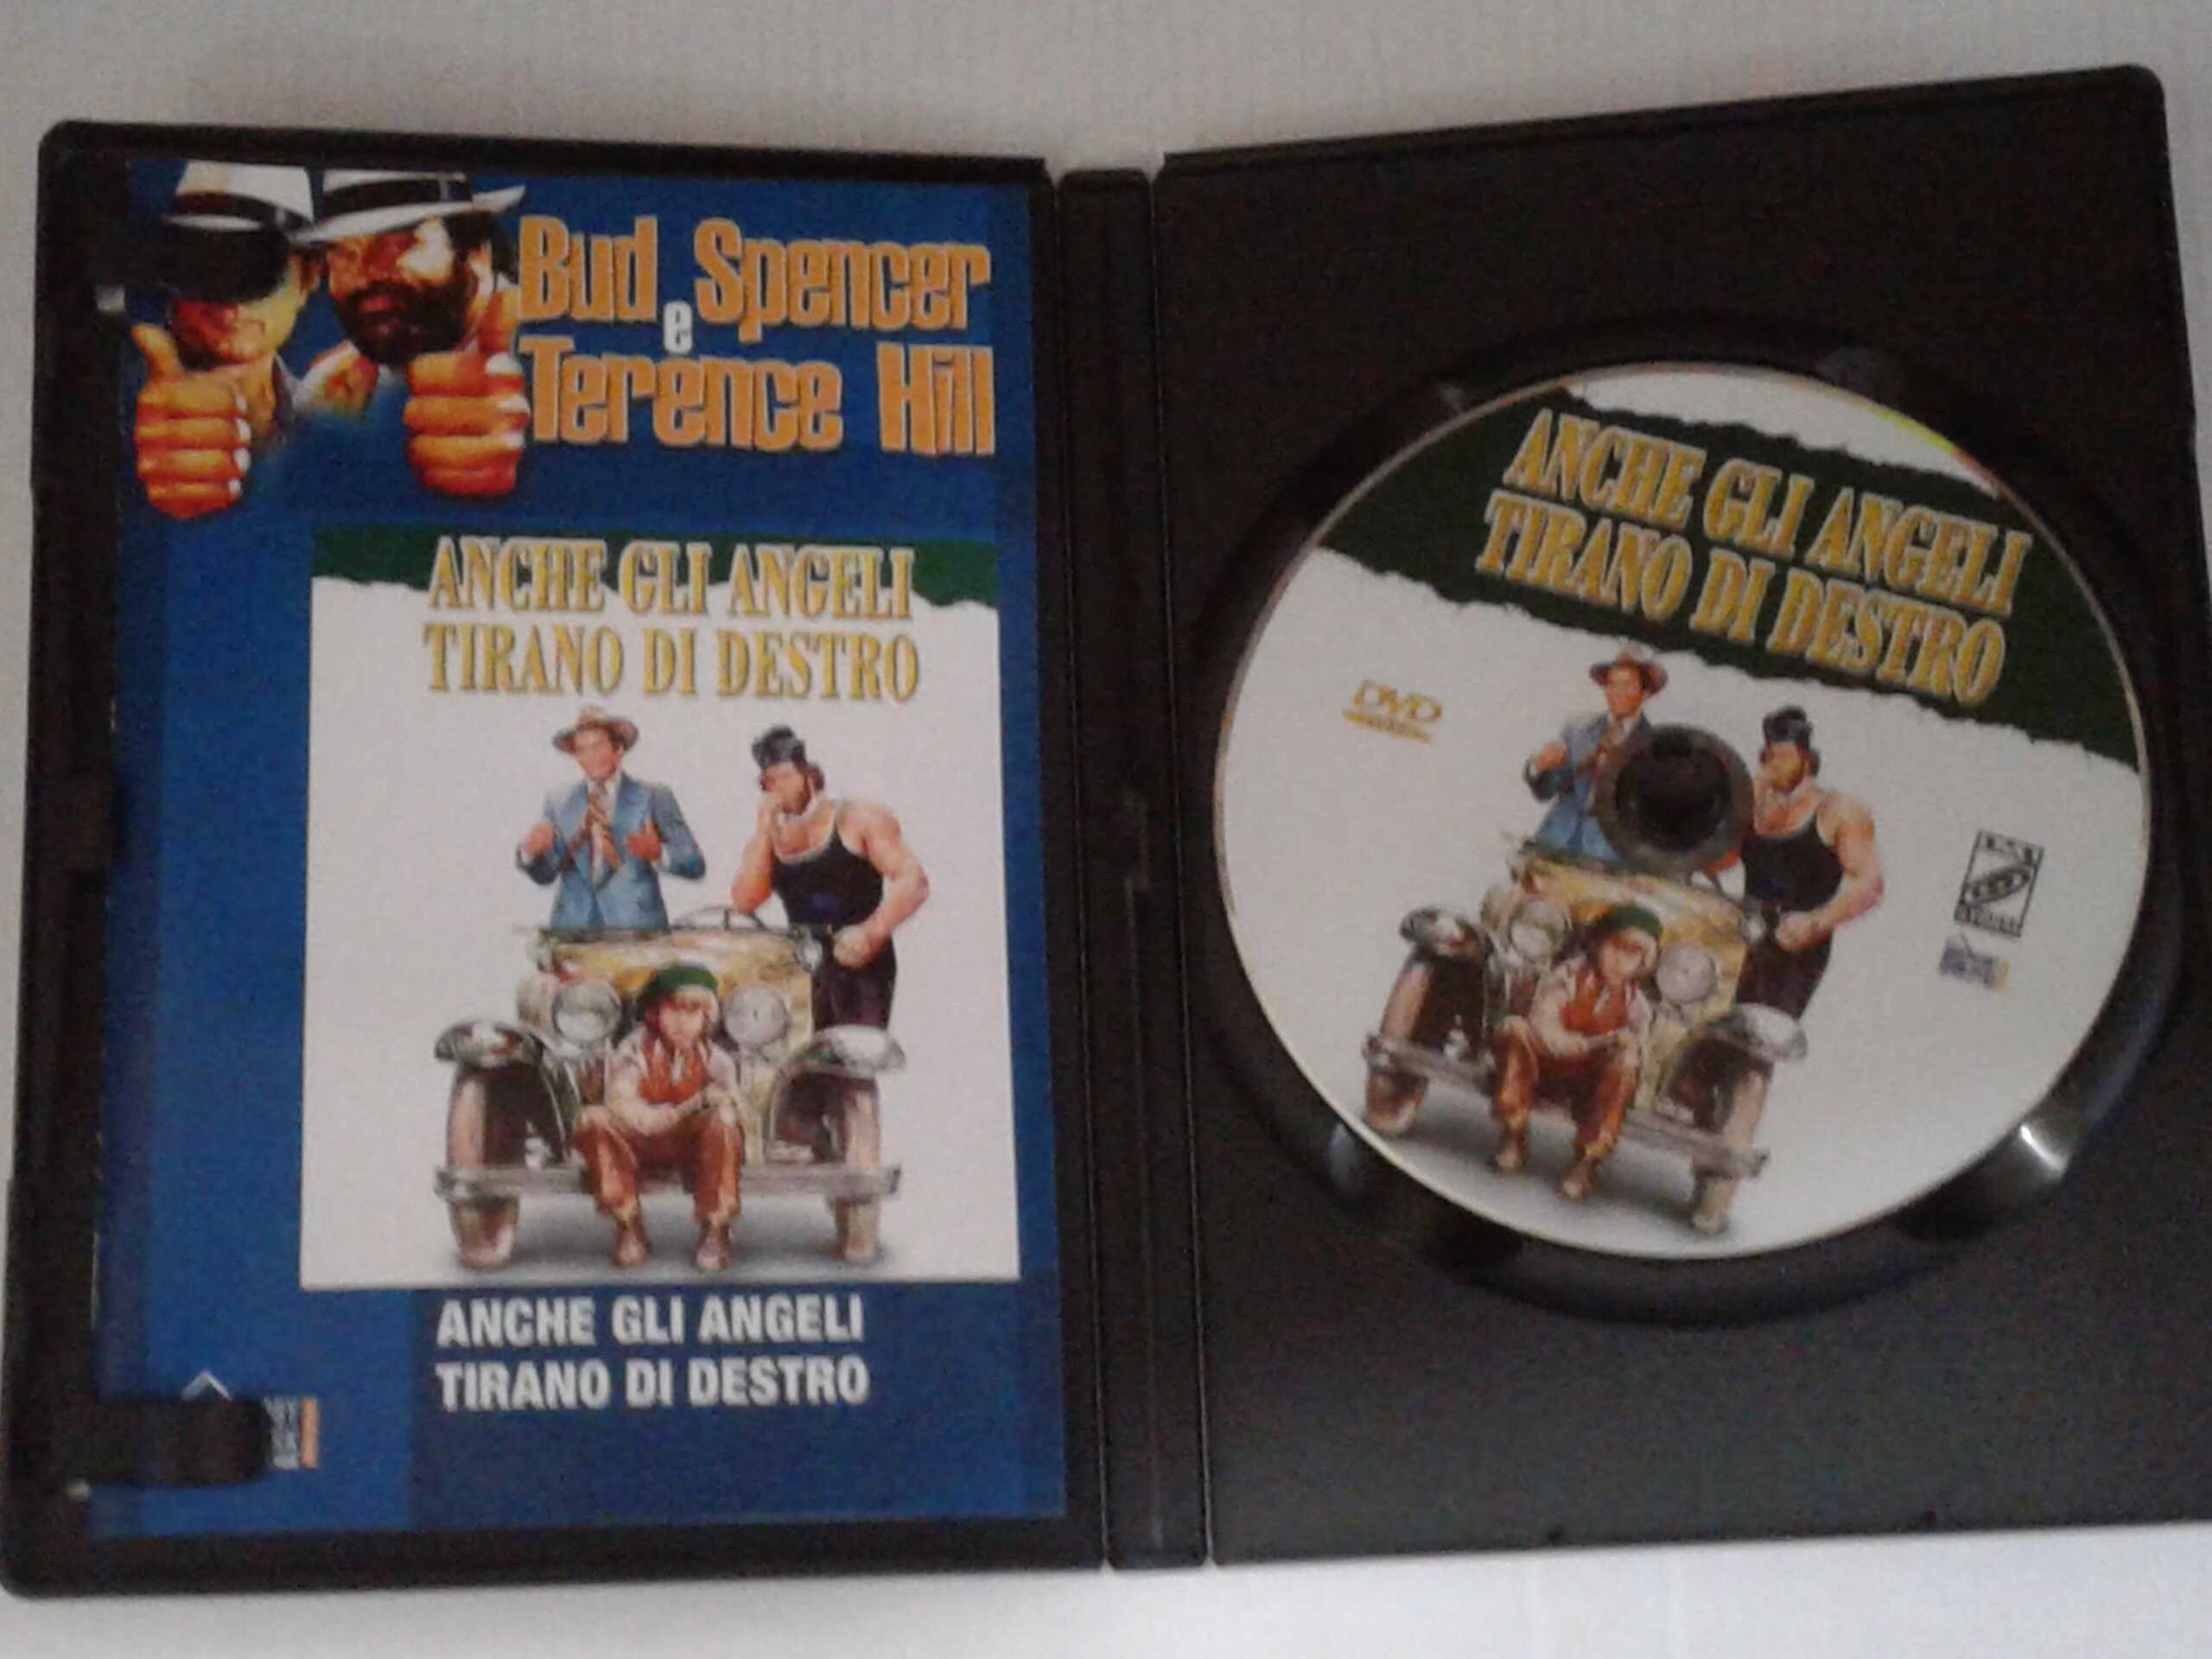 Bud Spencer
e
Terence Hill
ANCHE GLI ANGELI
TIRANO DI DESTRO
ANCHE GLI ANGELI
TIRANO DI DESTRO
ANCHE GLI ANGELI
TIRANO DI DESTRO
DVD